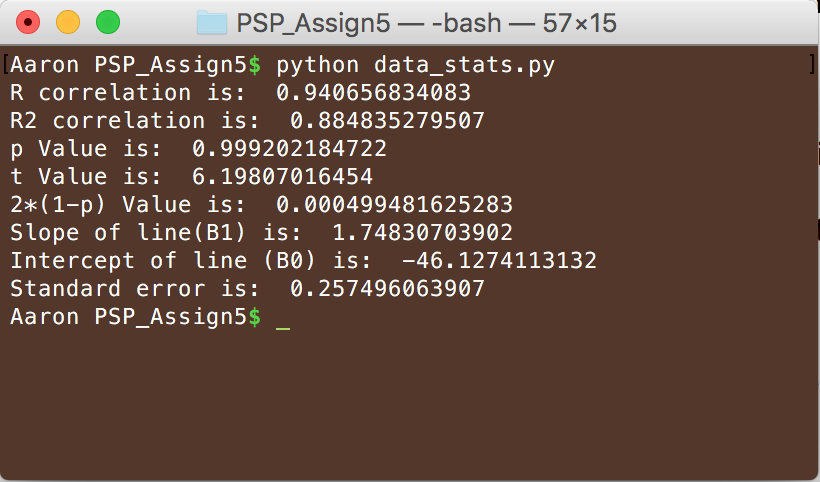 PSP_Assign5 — -bash — 57×15
[Aaron PSP_Assign5$ python data_stats.py ]
R correlation is:  0.940656834083
R2 correlation is:  0.884835279507
p Value is:  0.999202184722
t Value is:  6.19807016454
2*(1-p) Value is:  0.000499481625283
Slope of line(B1) is:  1.74830703902
Intercept of line (B0) is:  -46.1274113132
Standard error is:  0.257496063907
Aaron PSP_Assign5$ _